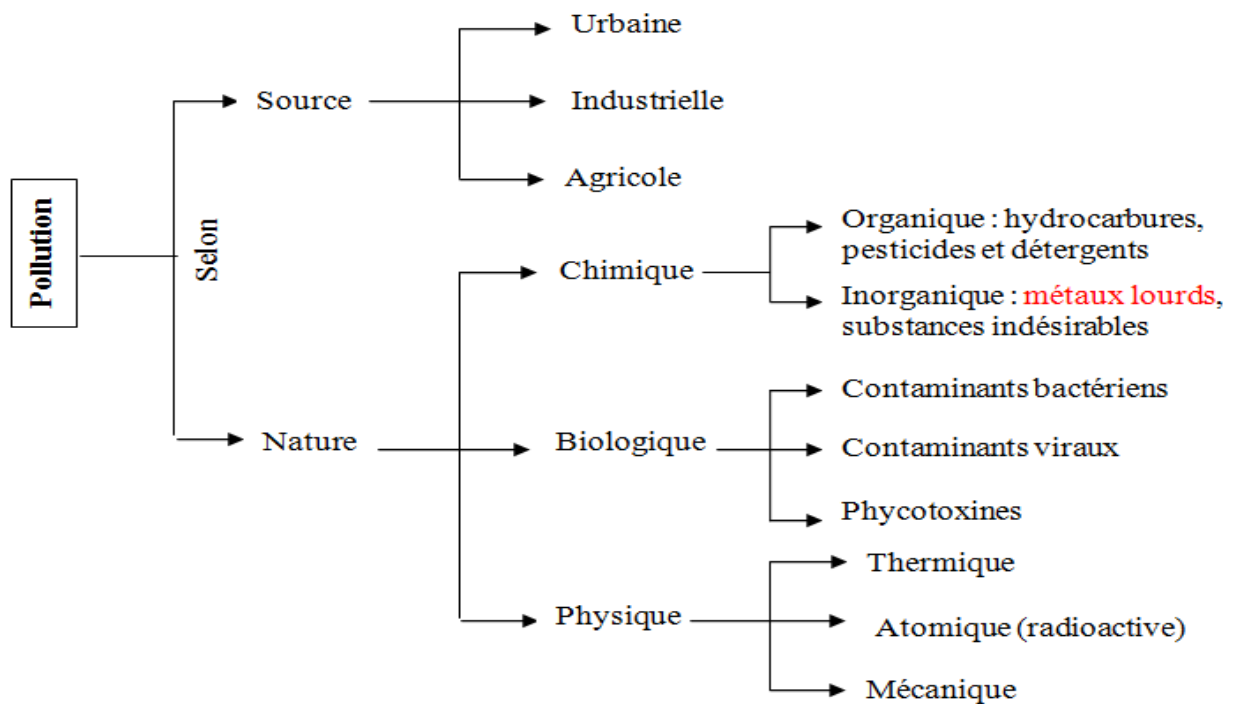 Pollution
Selon
Source
Urbaine
Industrielle
Agricole
Nature
Chimique
Organique : hydrocarbures,
pesticides et détergents
Inorganique : métaux lourds,
substances indésirables
Biologique
Contaminants bactériens
Contaminants viraux
Phycotoxines
Physique
Thermique
Atomique (radioactive)
Mécanique